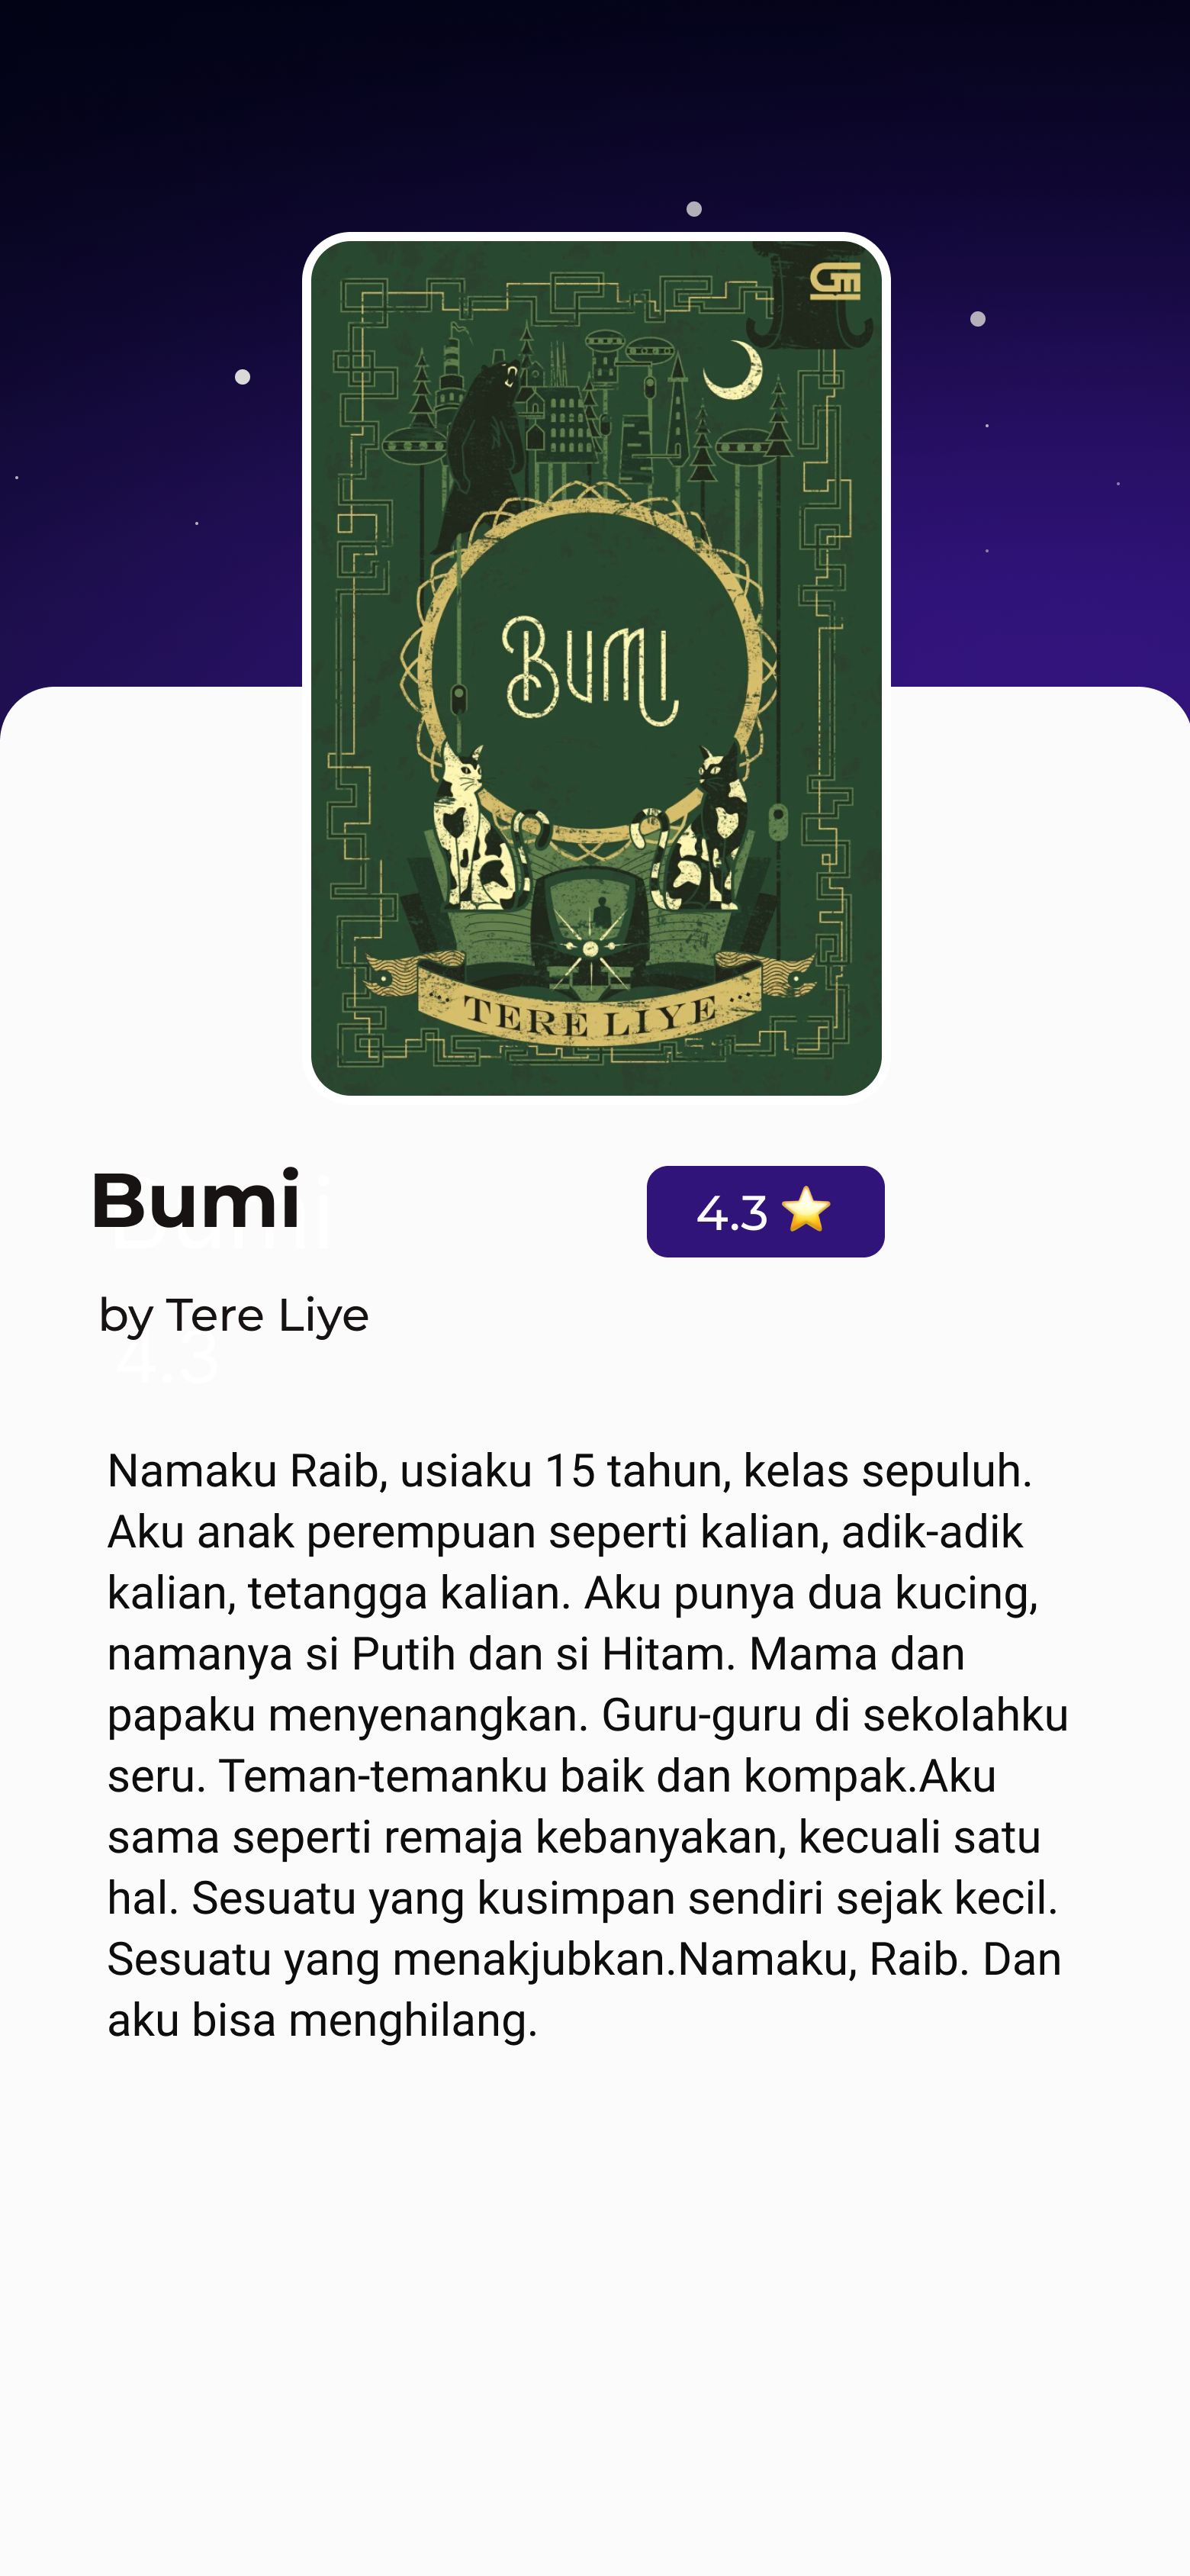 GM
BUMI
TERE LIYE
Bumi
Bumi
4.3 ⭐
by Tere Liye
4.3
Namaku Raib, usiaku 15 tahun, kelas sepuluh.
Aku anak perempuan seperti kalian, adik-adik
kalian, tetangga kalian. Aku punya dua kucing,
namanya si Putih dan si Hitam. Mama dan
papaku menyenangkan. Guru-guru di sekolahku
seru. Teman-temanku baik dan kompak.Aku
sama seperti remaja kebanyakan, kecuali satu
hal. Sesuatu yang kusimpan sendiri sejak kecil.
Sesuatu yang menakjubkan.Namaku, Raib. Dan
aku bisa menghilang.